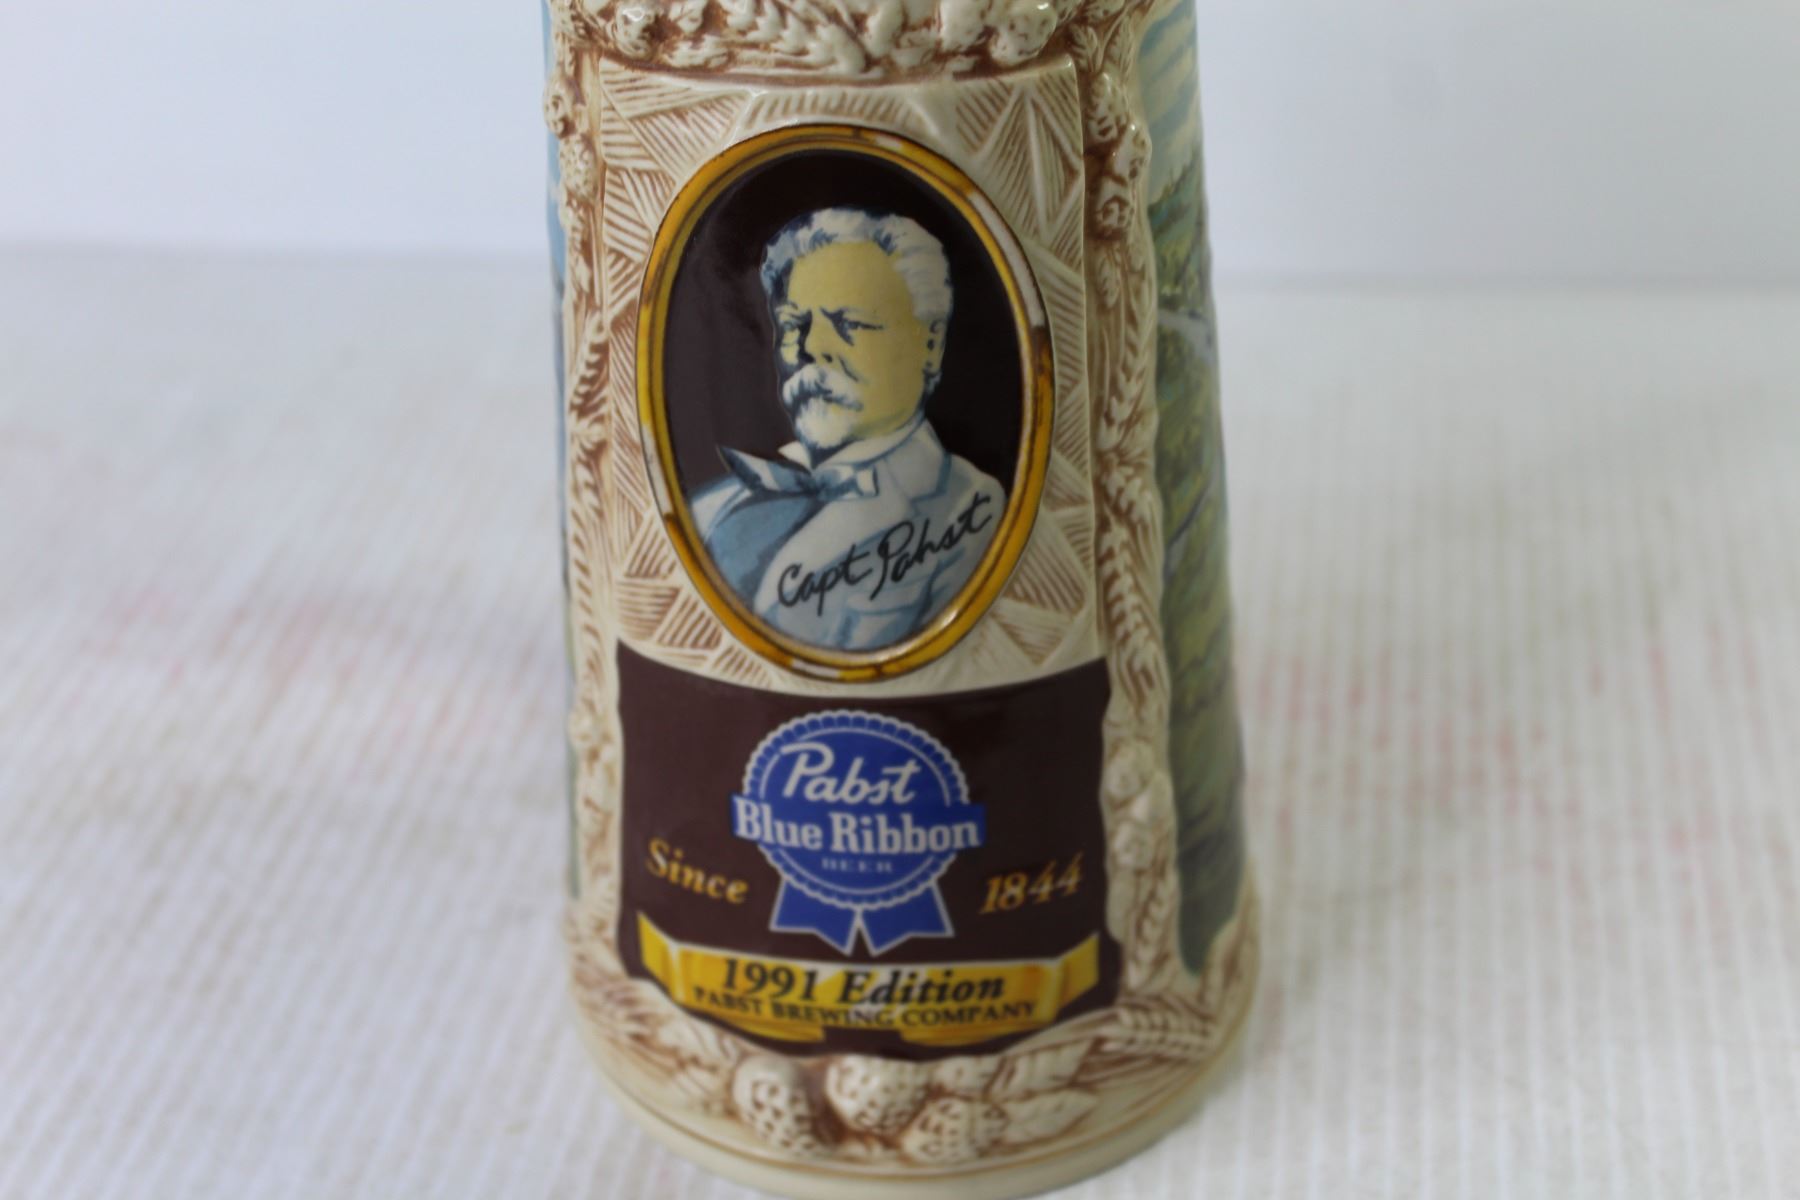 Capt Pabst
Pabst
Blue Ribbon
BEER
Since 1844
1991 Edition
PABST BREWING COMPANY